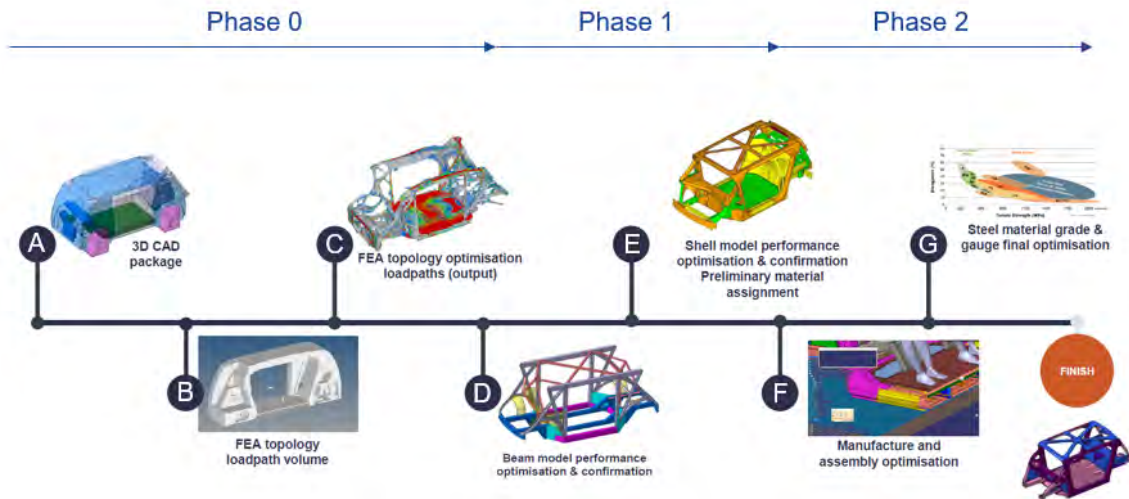 Phase 0
Phase 1
Phase 2
A
3D CAD
package
C
FEA topology optimisation
loadpaths (output)
E
Shell model performance
optimisation & confirmation
Preliminary material
assignment
G
Steel material grade &
gauge final optimisation
B
FEA topology
loadpath volume
D
Beam model performance
optimisation & confirmation
F
Manufacture and
assembly optimisation
FINISH